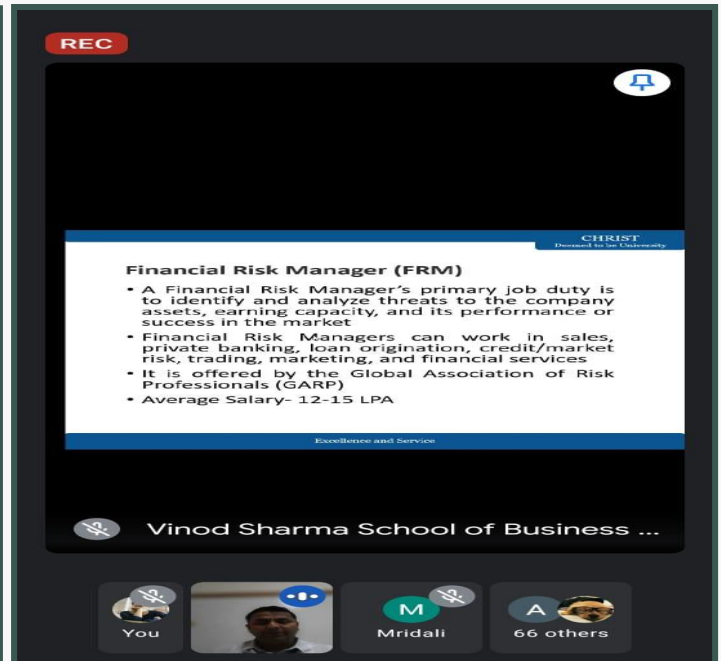 REC
CHRIST
Deemed to be University
Financial Risk Manager (FRM)
• A Financial Risk Manager's primary job duty is
to identify and analyze threats to the company
assets, earning capacity, and its performance or
success in the market
• Financial Risk Managers can work in sales,
private banking, loan origination, credit/market
risk, trading, marketing, and financial services
• It is offered by the Global Association of Risk
Professionals (GARP)
• Average Salary- 12-15 LPA
Excellence and Service
Vinod Sharma School of Business ...
You
M
Mridali
A
66 others